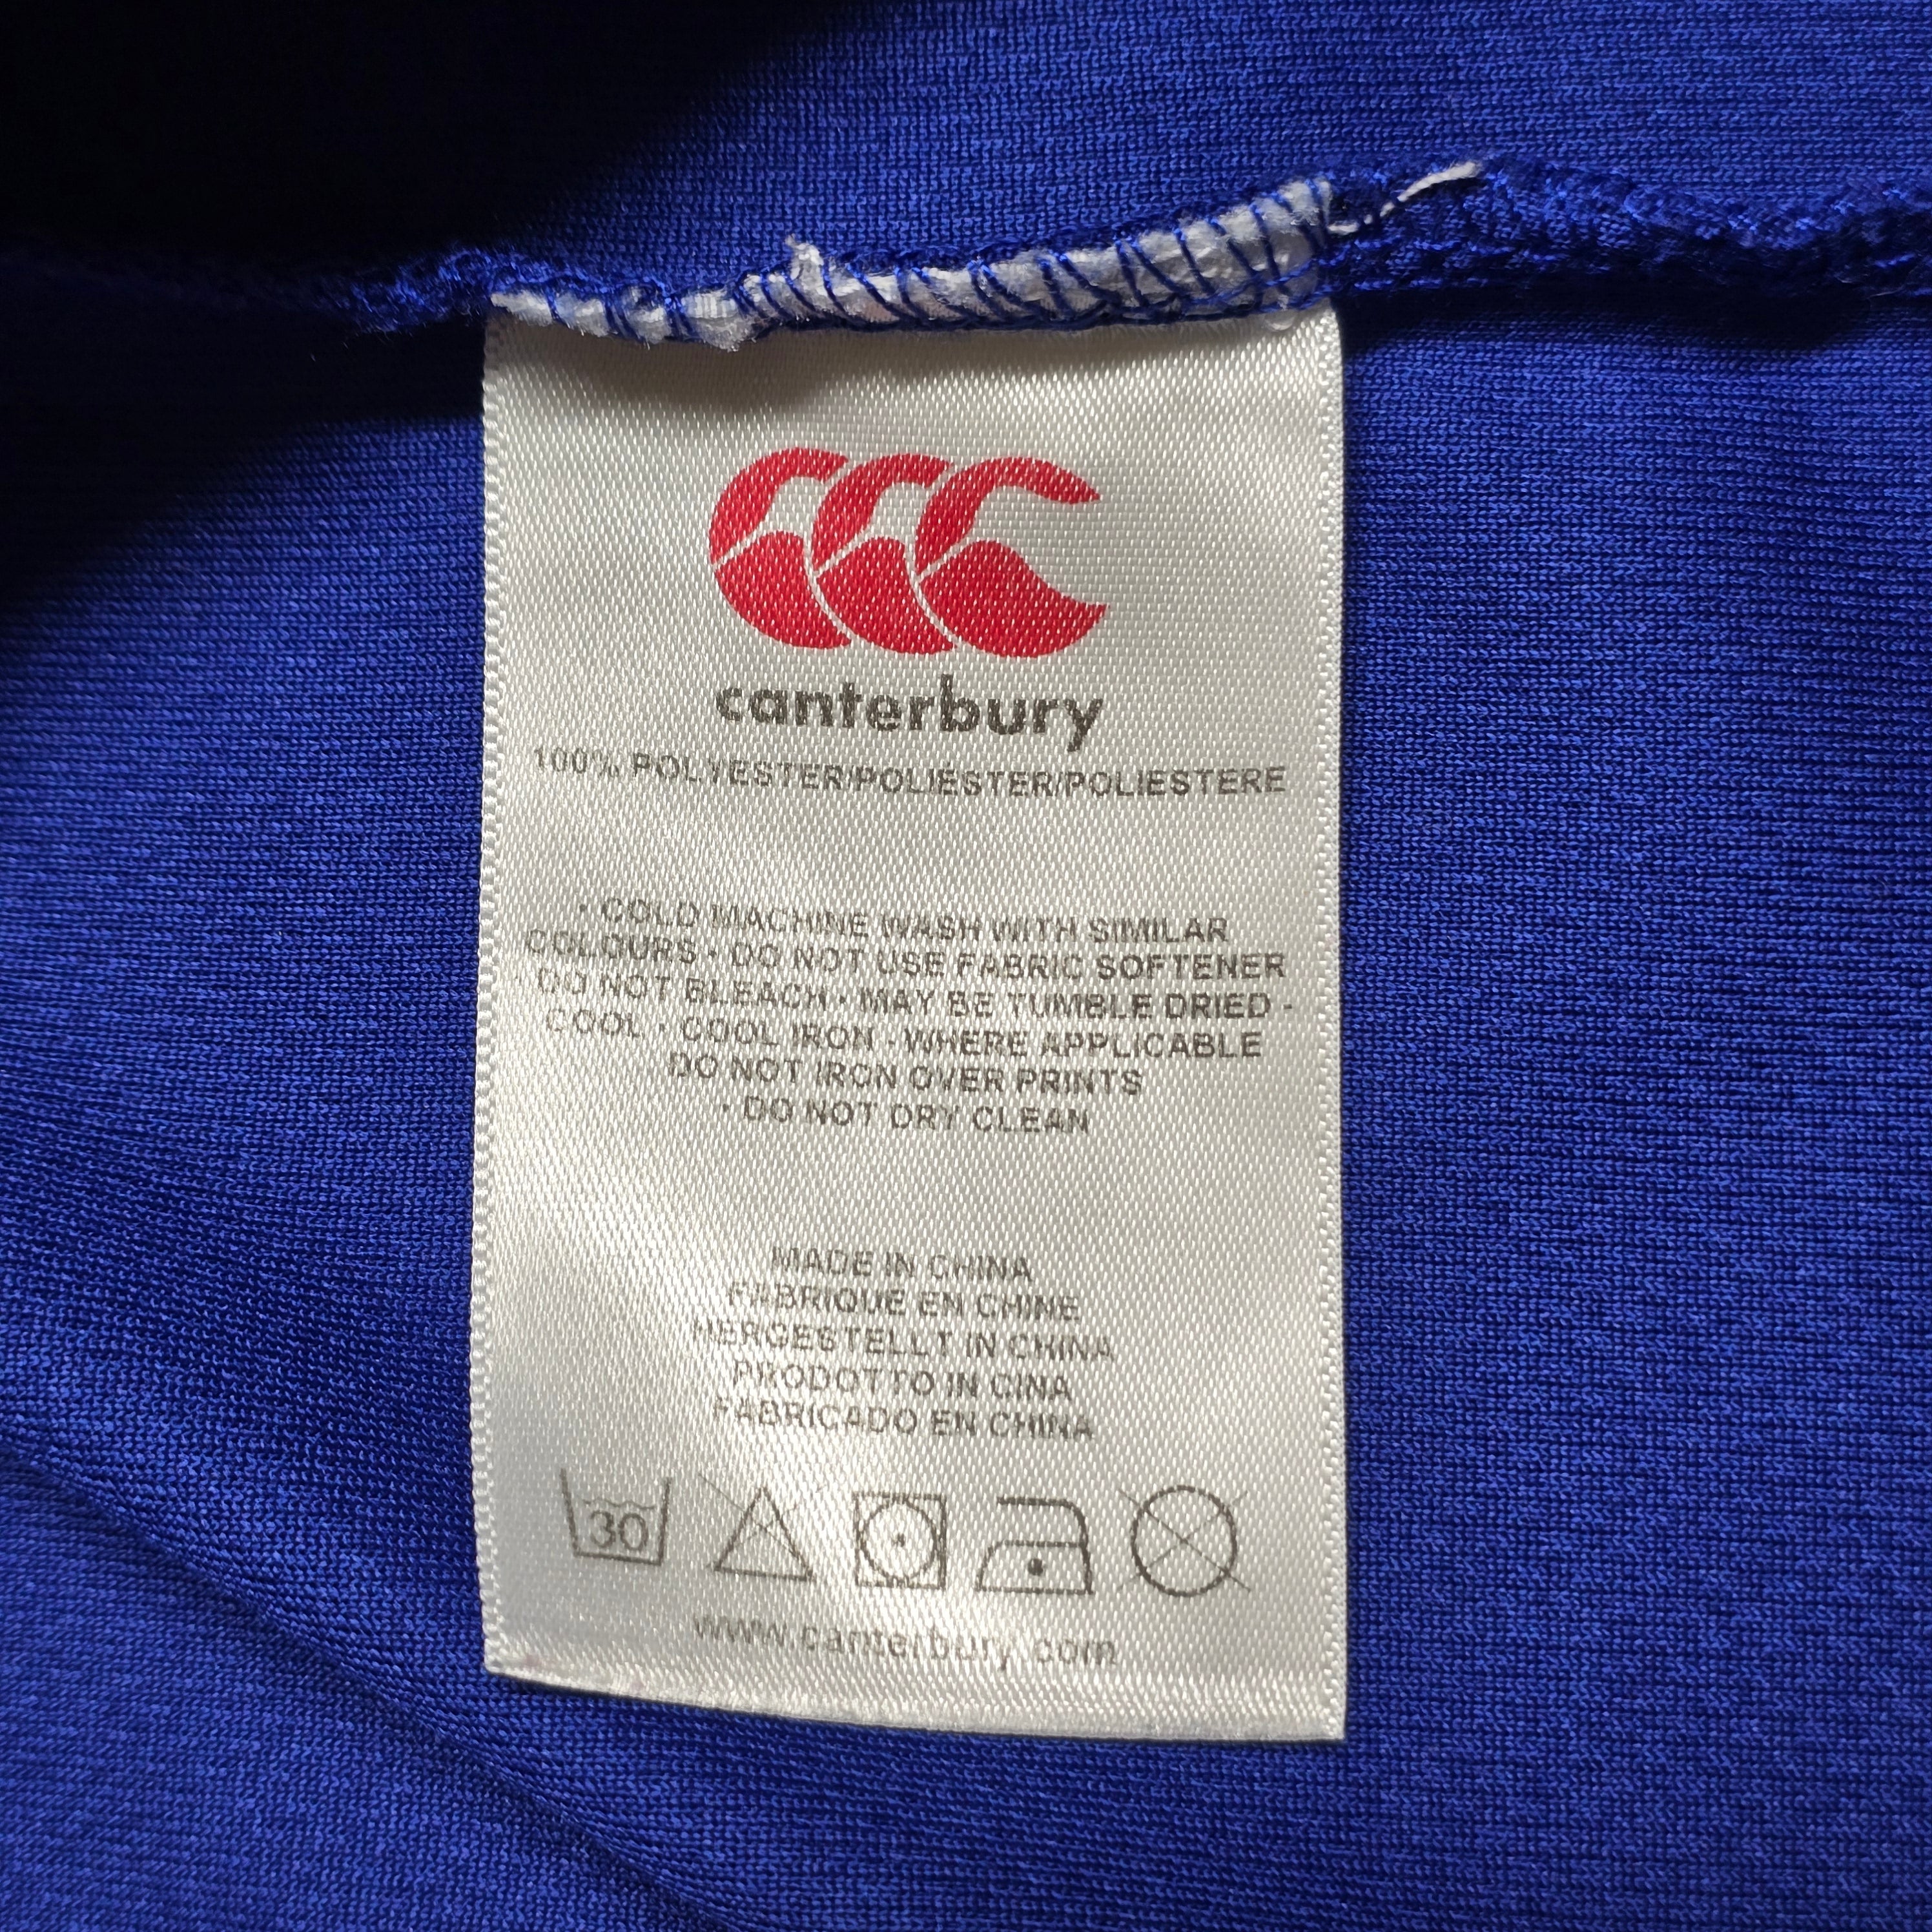 canterbury
100% POLYESTER/POLIESTER/POLIESTERE
· COLD MACHINE WASH WITH SIMILAR
COLOURS · DO NOT USE FABRIC SOFTENER
DO NOT BLEACH · MAY BE TUMBLE DRIED -
COOL · COOL IRON · WHERE APPLICABLE
DO NOT IRON OVER PRINTS
· DO NOT DRY CLEAN
MADE IN CHINA
FABRIQUE EN CHINE
HERGESTELLT IN CHINA
PRODOTTO IN CINA
FABRICADO EN CHINA
30
www.canterbury.com